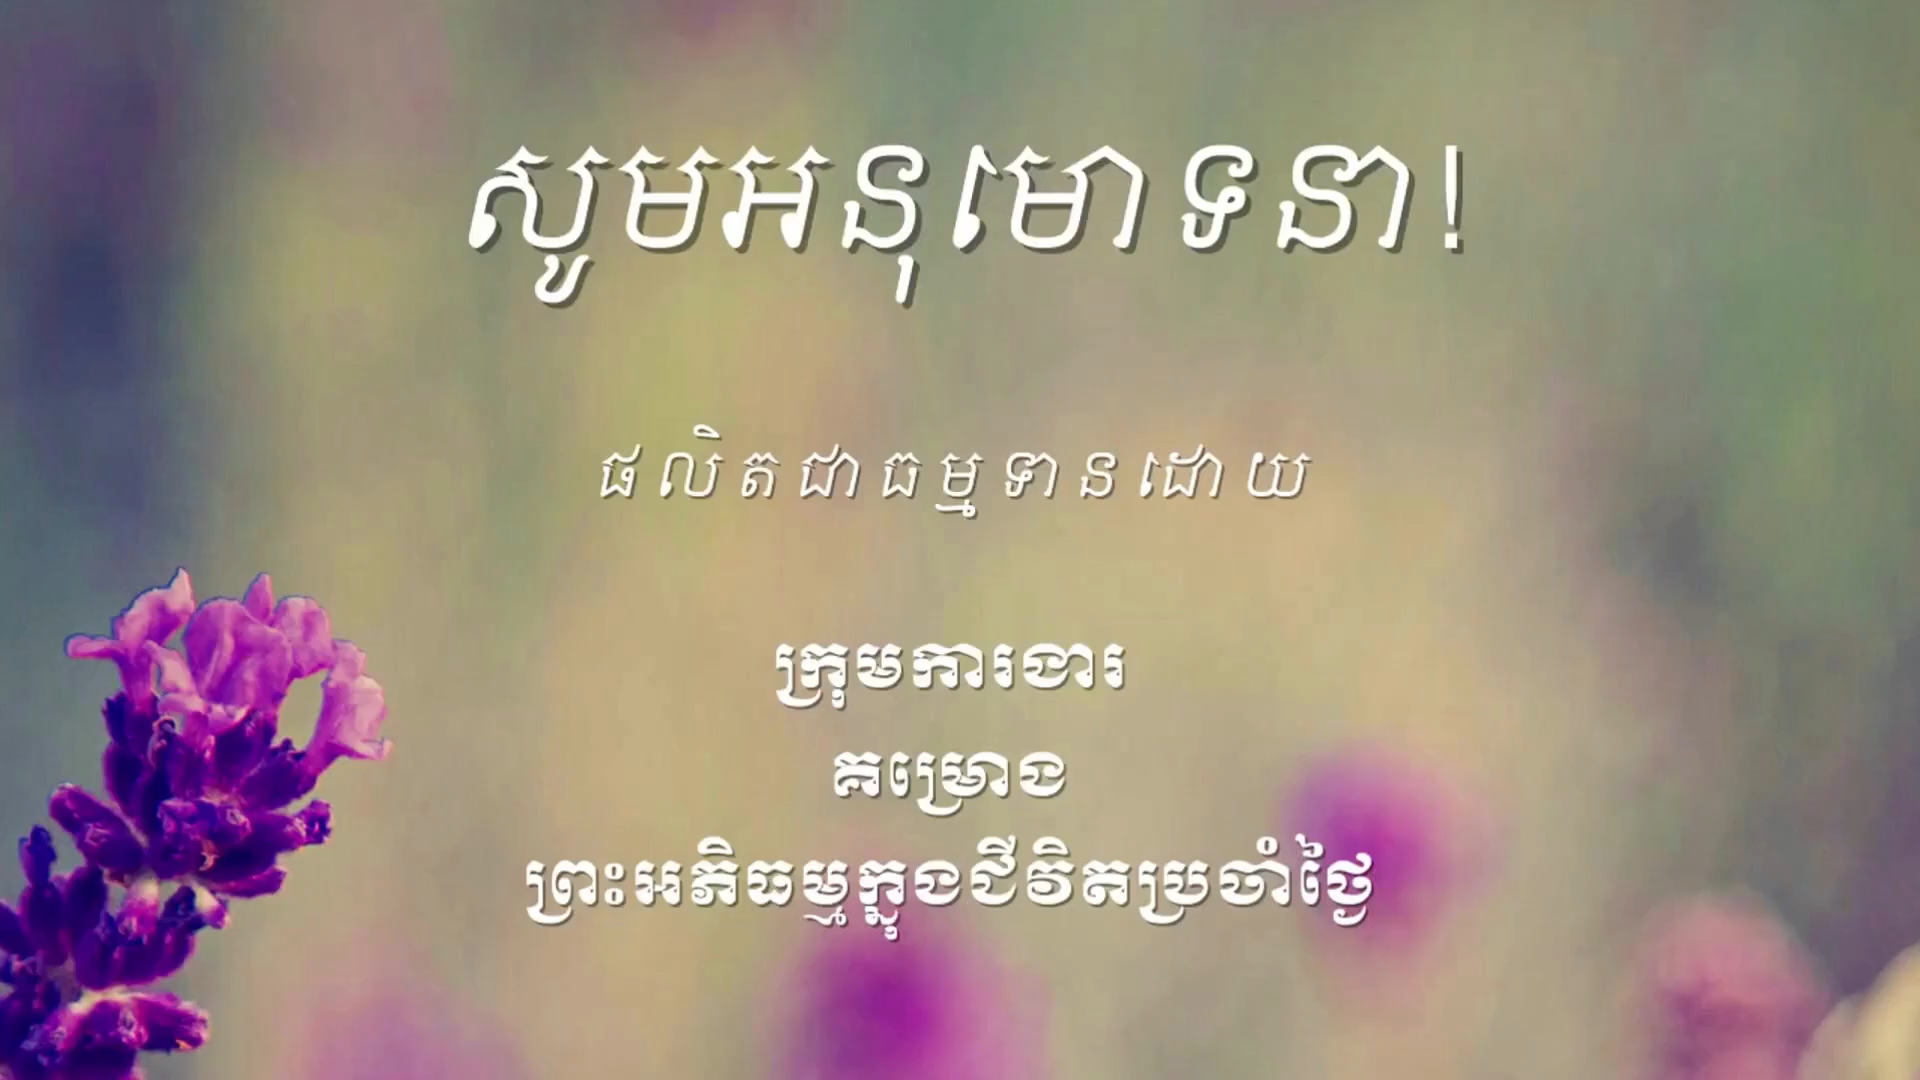 សូមអនុមោទនា!
ផលិតជាធម្មទានដោយ
ក្រុមការងារ
គម្រោង
ព្រះអភិធម្មក្នុងជីវិតប្រចាំថ្ងៃ